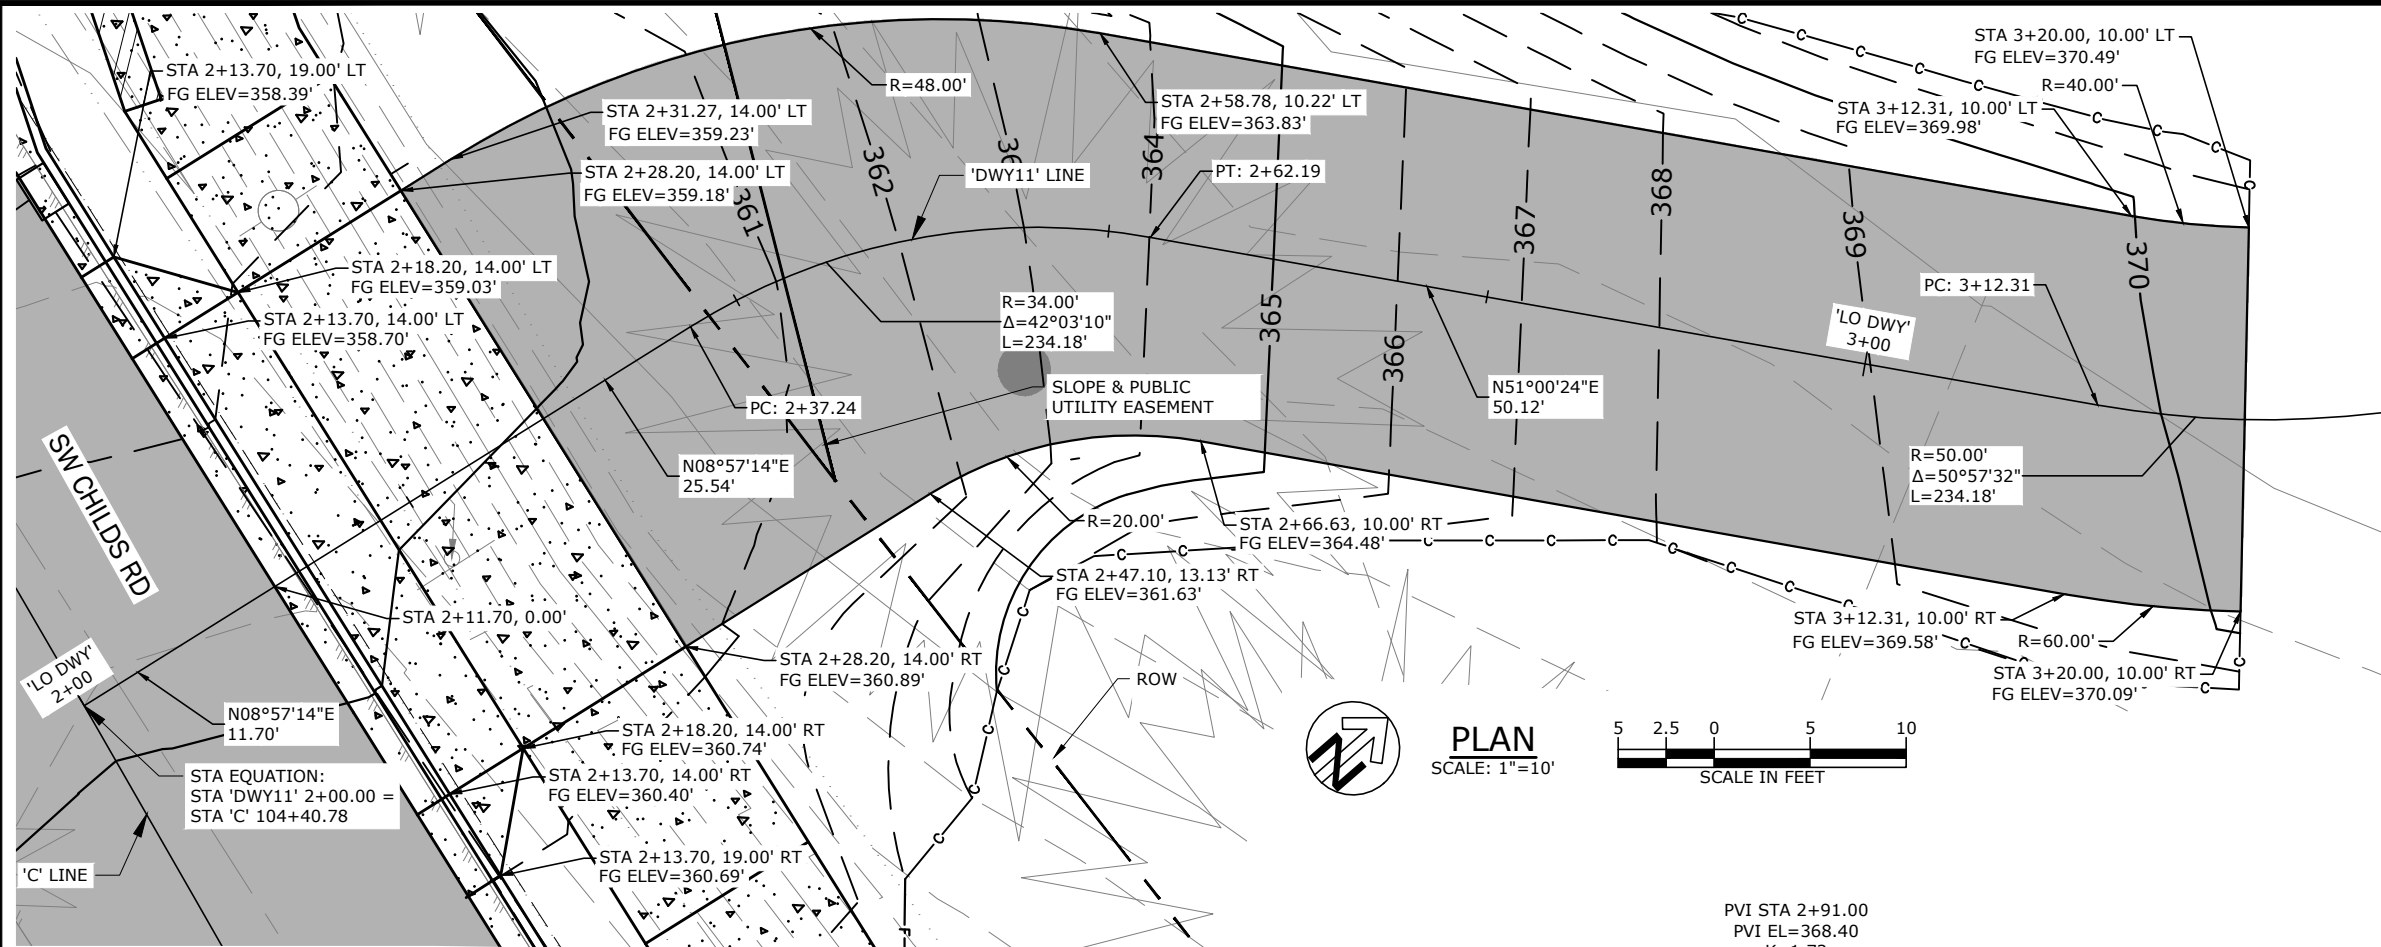 STA 2+13.70, 19.00' LT
FG ELEV=358.39'
STA 2+31.27, 14.00' LT
FG ELEV=359.23'
STA 2+28.20, 14.00' LT
FG ELEV=359.18'
STA 2+18.20, 14.00' LT
FG ELEV=359.03'
STA 2+13.70, 14.00' LT
FG ELEV=358.70'
R=48.00'
STA 2+58.78, 10.22' LT
FG ELEV=363.83'
'DWY11' LINE
PT: 2+62.19
STA 3+20.00, 10.00' LT
FG ELEV=370.49'
R=40.00'
STA 3+12.31, 10.00' LT
FG ELEV=369.98'
361
362
364
365
366
367
368
369
370
PC: 3+12.31
'LO DWY'
3+00
R=34.00'
Δ=42°03'10"
L=234.18'
SLOPE & PUBLIC
UTILITY EASEMENT
PC: 2+37.24
N08°57'14"E
25.54'
N51°00'24"E
50.12'
R=50.00'
Δ=50°57'32"
L=234.18'
R=20.00'
STA 2+66.63, 10.00' RT
FG ELEV=364.48'
STA 2+47.10, 13.13' RT
FG ELEV=361.63'
STA 3+12.31, 10.00' RT
FG ELEV=369.58'
R=60.00'
STA 3+20.00, 10.00' RT
FG ELEV=370.09'
SW CHILDS RD
STA 2+11.70, 0.00'
'LO DWY'
2+00
N08°57'14"E
11.70'
STA 2+28.20, 14.00' RT
FG ELEV=360.89'
ROW
STA 2+18.20, 14.00' RT
FG ELEV=360.74'
STA 2+13.70, 14.00' RT
FG ELEV=360.40'
STA 2+13.70, 19.00' RT
FG ELEV=360.69'
STA EQUATION:
STA 'DWY11' 2+00.00 =
STA 'C' 104+40.78
'C' LINE
N
PLAN
SCALE: 1"=10'
5 2.5 0 5 10
SCALE IN FEET
PVI STA 2+91.00
PVI EL=368.40